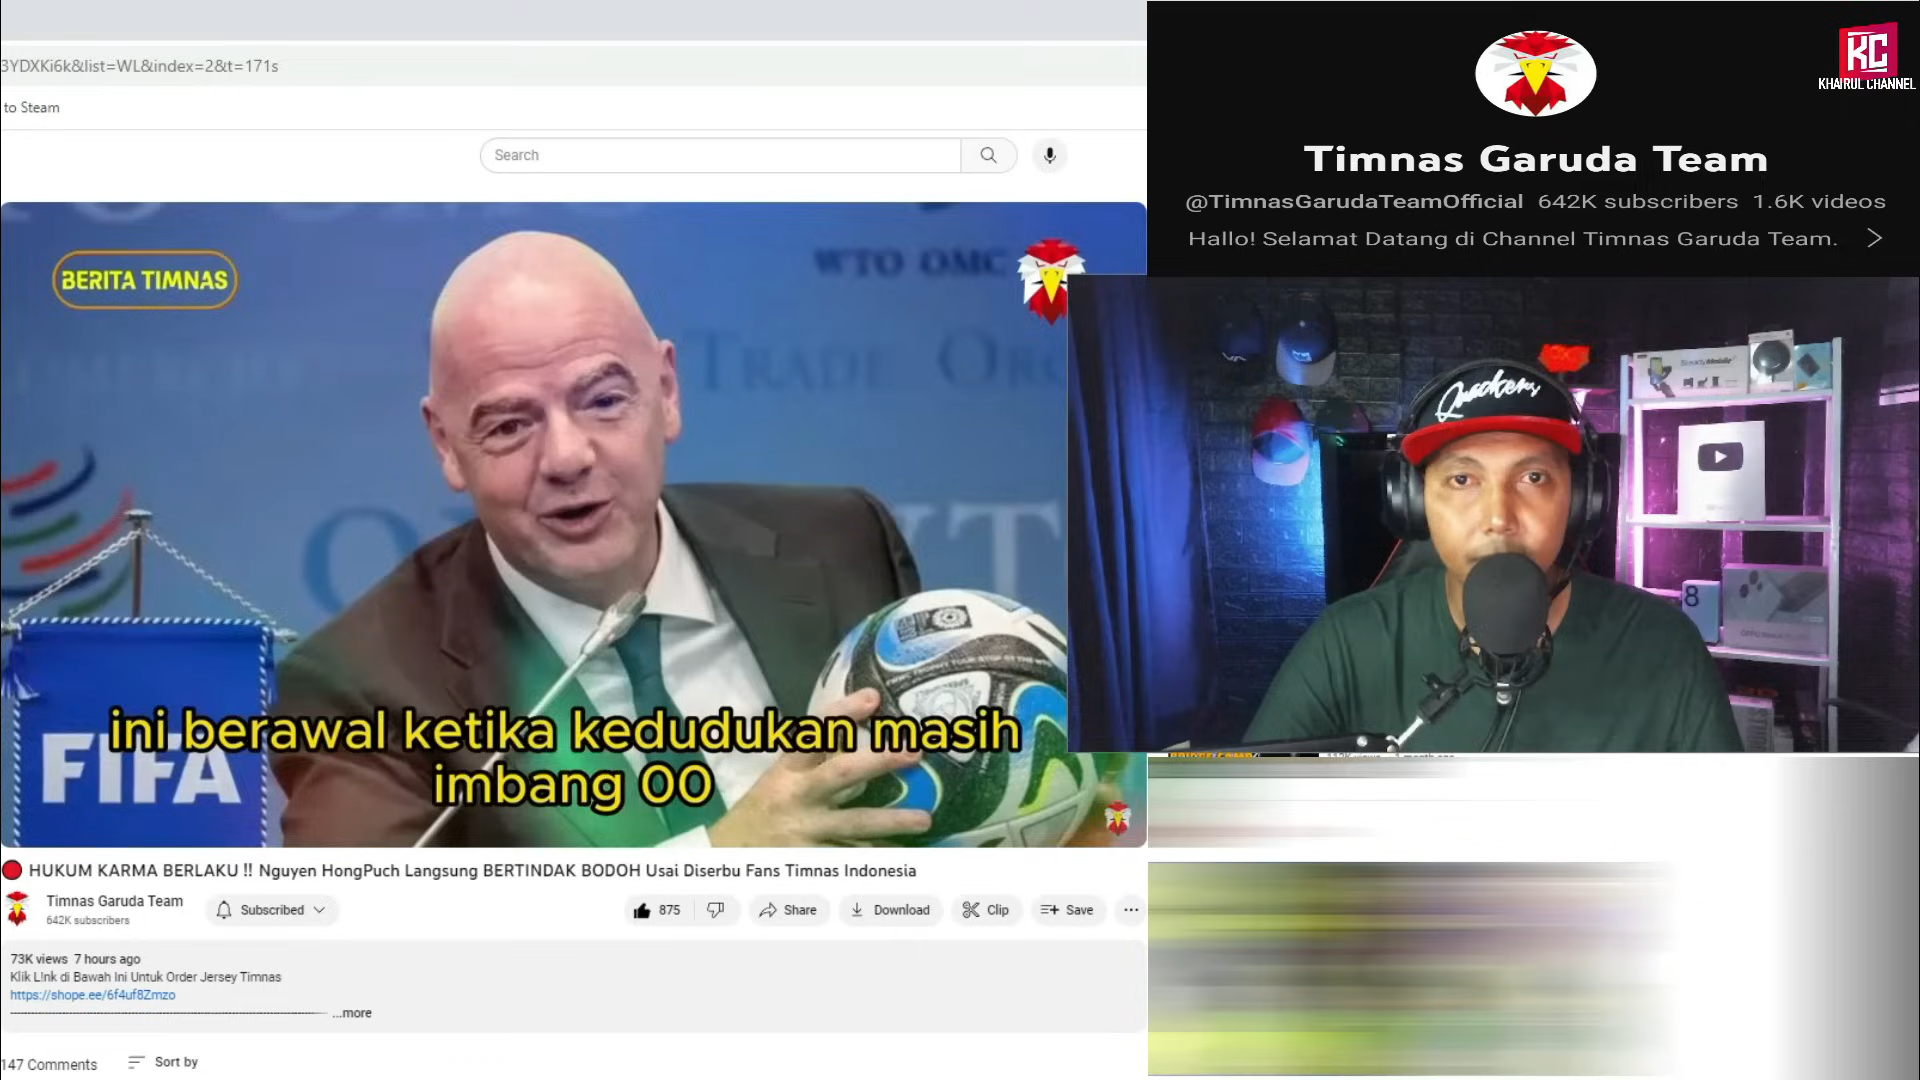 3YDXKi6k&list=WL&index=2&t=171s
to Steam
Search
BERITA TIMNAS
WTO OMC
TRADE
FIFA
ini berawal ketika kedudukan masih
imbang 00
🔴 HUKUM KARMA BERLAKU !! Nguyen HongPuch Langsung BERTINDAK BODOH Usai Diserbu Fans Timnas Indonesia
Timnas Garuda Team
642K subscribers
Subscribed
875
Share
Download
Clip
Save
73K views 7 hours ago
Klik L!nk di Bawah Ini Untuk Order Jersey Timnas
https://shope.ee/6f4uf8Zmzo
...more
147 Comments
Sort by
Timnas Garuda Team
@TimnasGarudaTeamOfficial 642K subscribers 1.6K videos
Hallo! Selamat Datang di Channel Timnas Garuda Team.
KC
KHAIRUL CHANNEL
Quackers
8